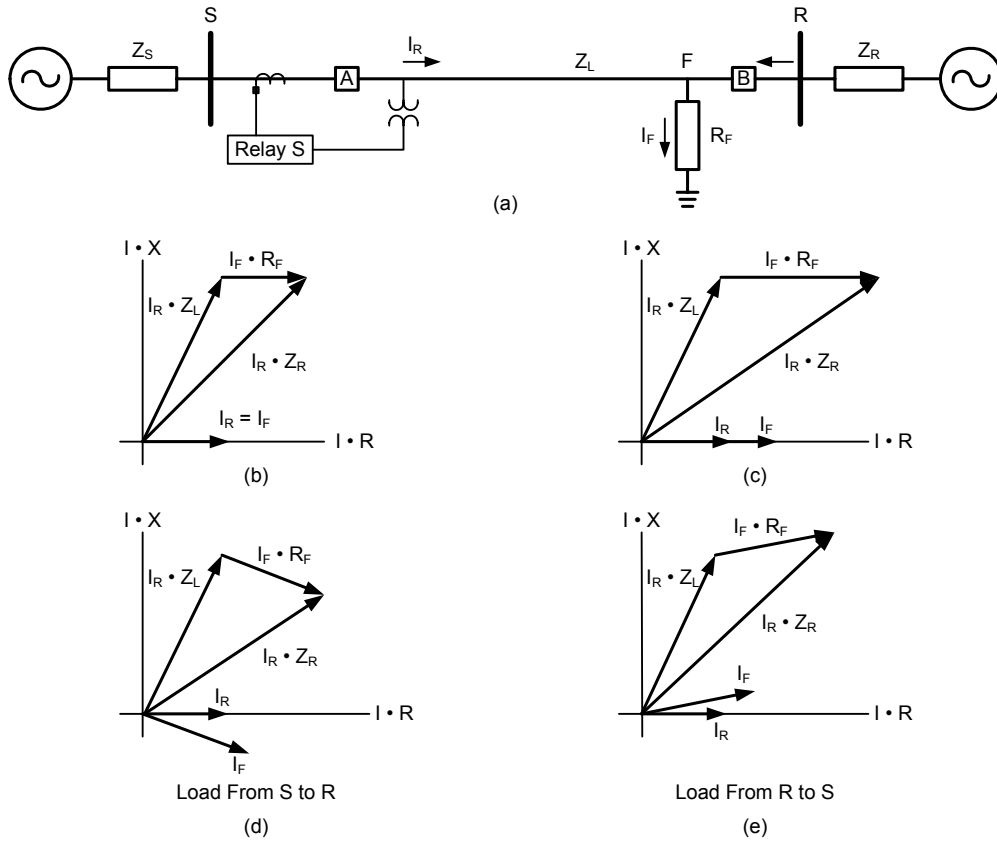 S
R
Z_S
I_R
Z_L
F
Z_R
A
B
Relay S
I_F
R_F
(a)
I • X
I_F • R_F
I_R • Z_L
I_R • Z_R
I_R = I_F
I • R
(b)
I • X
I_F • R_F
I_R • Z_L
I_R • Z_R
I_R
I_F
I • R
(c)
I • X
I_F • R_F
I_R • Z_L
I_R • Z_R
I_R
I • R
I_F
Load From S to R
(d)
I • X
I_F • R_F
I_R • Z_L
I_R • Z_R
I_F
I • R
I_R
Load From R to S
(e)